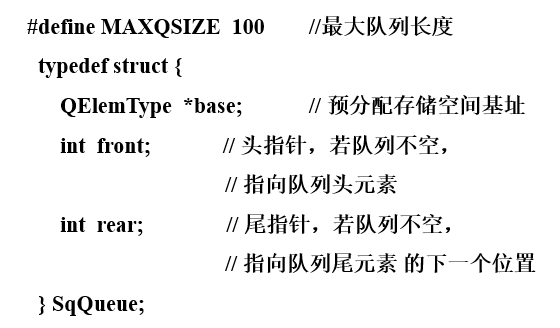 #define MAXQSIZE 100 //最大队列长度
typedef struct {
QElemType *base; // 预分配存储空间基址
int front; // 头指针，若队列不空，
// 指向队列头元素
int rear; // 尾指针，若队列不空，
// 指向队列尾元素 的下一个位置
} SqQueue;